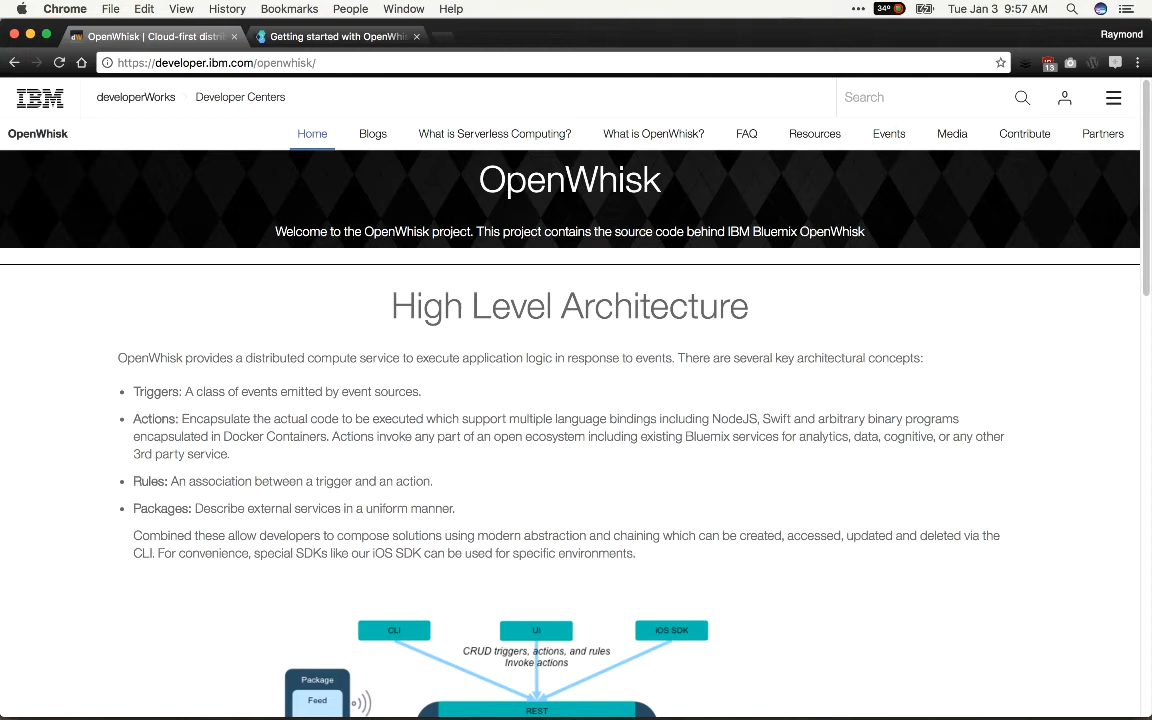 Chrome File Edit View History Bookmarks People Window Help ••• 34° Tue Jan 3 9:57 AM
dW OpenWhisk | Cloud-first distri × Getting started with OpenWhis × Raymond
https://developer.ibm.com/openwhisk/ 13
IBM developerWorks Developer Centers Search
OpenWhisk Home Blogs What is Serverless Computing? What is OpenWhisk? FAQ Resources Events Media Contribute Partners
OpenWhisk
Welcome to the OpenWhisk project. This project contains the source code behind IBM Bluemix OpenWhisk
High Level Architecture
OpenWhisk provides a distributed compute service to execute application logic in response to events. There are several key architectural concepts:
• Triggers: A class of events emitted by event sources.
• Actions: Encapsulate the actual code to be executed which support multiple language bindings including NodeJS, Swift and arbitrary binary programs
encapsulated in Docker Containers. Actions invoke any part of an open ecosystem including existing Bluemix services for analytics, data, cognitive, or any other
3rd party service.
• Rules: An association between a trigger and an action.
• Packages: Describe external services in a uniform manner.
Combined these allow developers to compose solutions using modern abstraction and chaining which can be created, accessed, updated and deleted via the
CLI. For convenience, special SDKs like our iOS SDK can be used for specific environments.
CLI UI iOS SDK
CRUD triggers, actions, and rules
Invoke actions
Package
Feed
REST